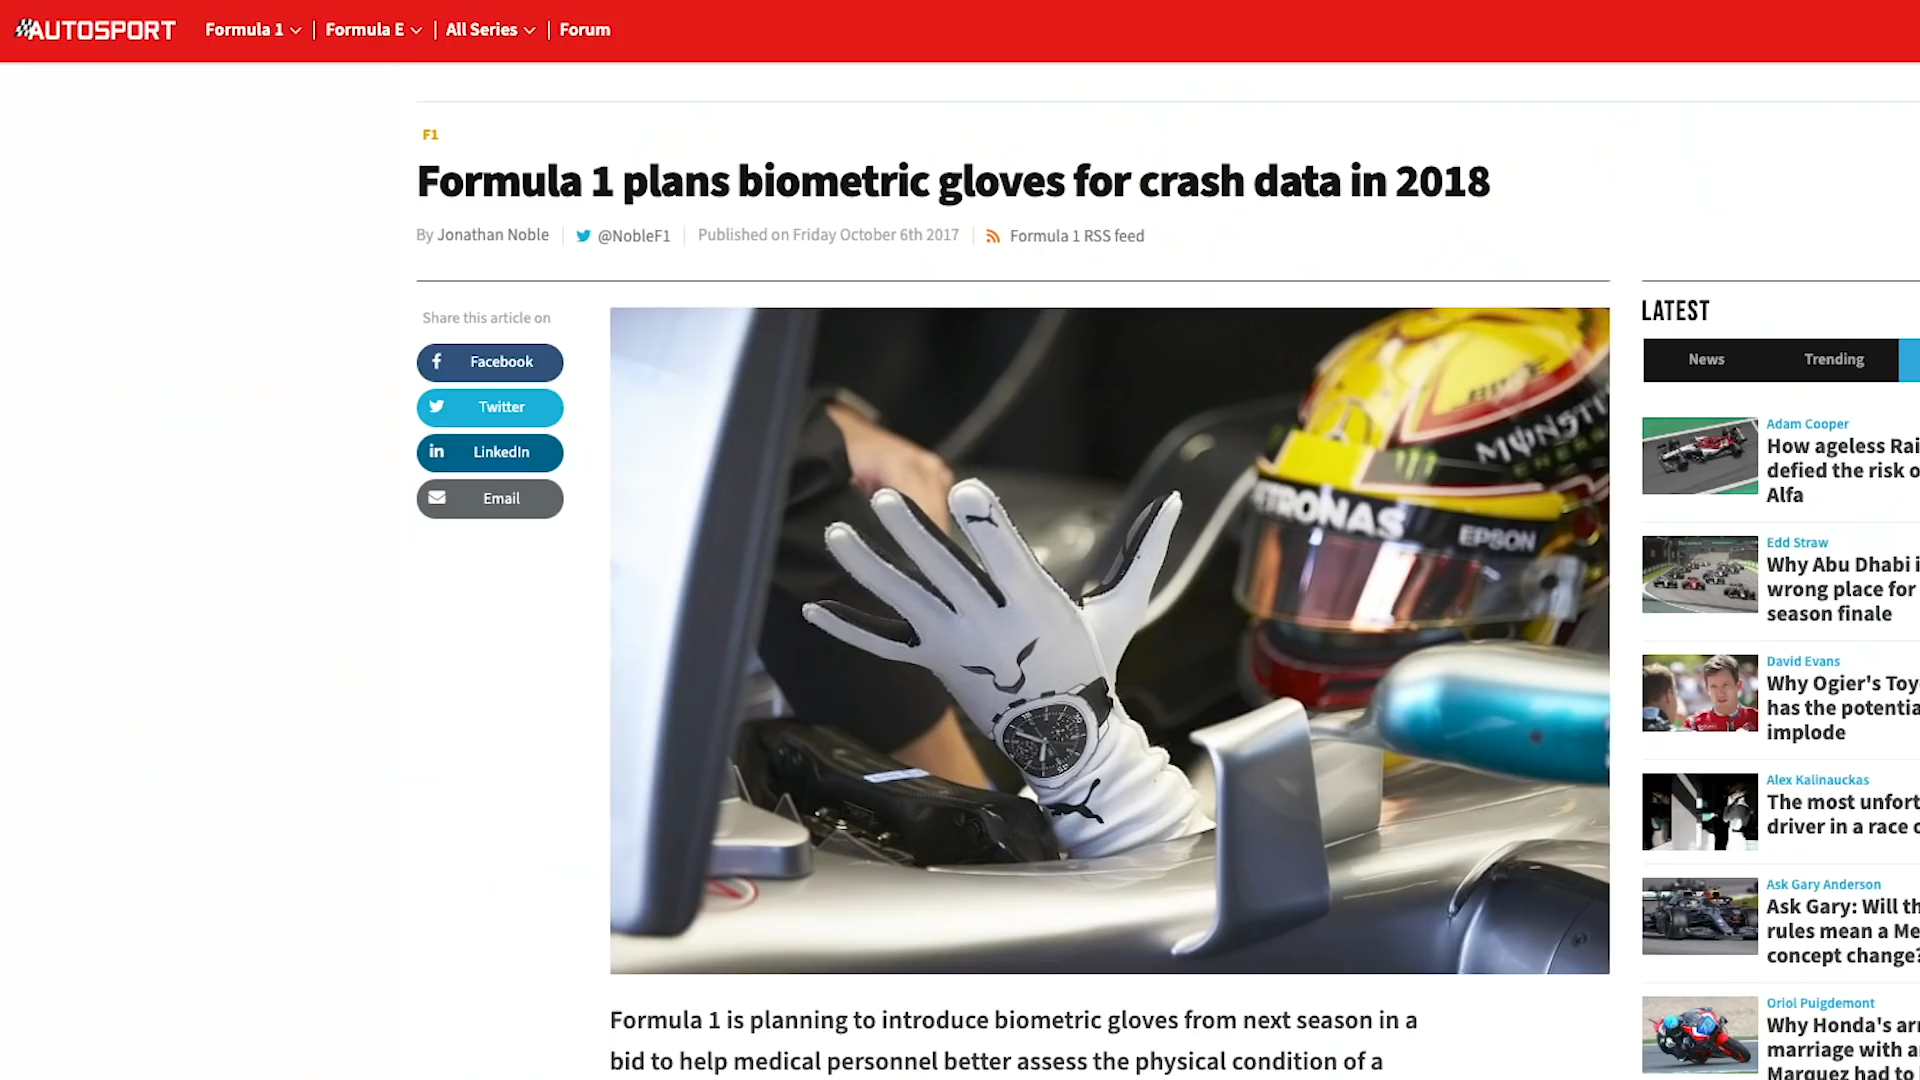 AUTOSPORT
Formula 1
Formula E
All Series
Forum
F1
Formula 1 plans biometric gloves for crash data in 2018
By Jonathan Noble
@NobleF1
Published on Friday October 6th 2017
Formula 1 RSS feed
Share this article on
Facebook
Twitter
LinkedIn
Email
PETRONAS
EPSON
MONSTER
ENERGY
Formula 1 is planning to introduce biometric gloves from next season in a
bid to help medical personnel better assess the physical condition of a
LATEST
News
Trending
Adam Cooper
How ageless Rai
defied the risk o
Alfa
Edd Straw
Why Abu Dhabi i
wrong place for
season finale
David Evans
Why Ogier's Toy
has the potentia
implode
Alex Kalinauckas
The most unfort
driver in a race c
Ask Gary Anderson
Ask Gary: Will th
rules mean a Me
concept change?
Oriol Puigdemont
Why Honda's arr
marriage with a
Marquez had to